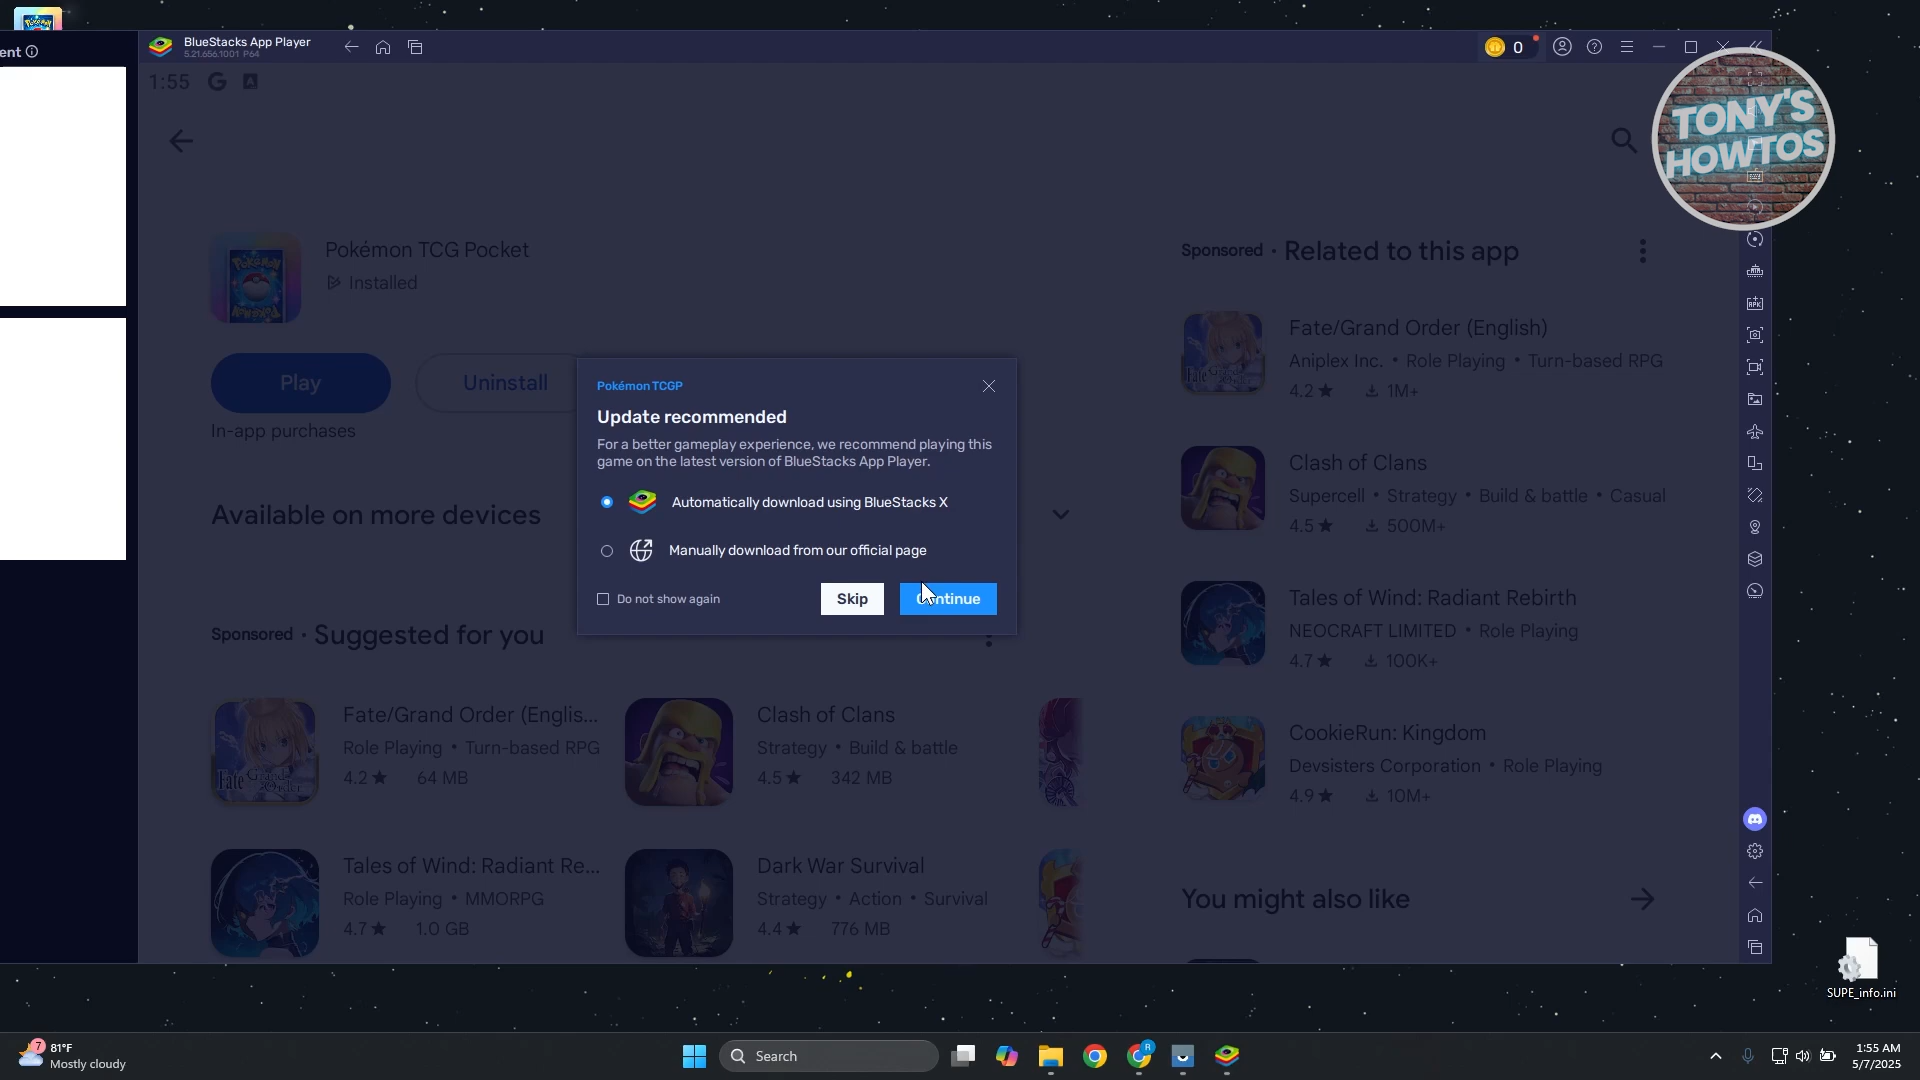 ent
BlueStacks App Player
5.21.656.1001 P64
0
1:55
TONY'S
HOWTOS
Pokémon TCG Pocket
Installed
Play
Uninstall
In-app purchases
Available on more devices
Sponsored • Suggested for you
Fate/Grand Order (Englis...
Role Playing • Turn-based RPG
4.2★ 64 MB
Clash of Clans
Strategy • Build & battle
4.5★ 342 MB
Tales of Wind: Radiant Re...
Role Playing • MMORPG
4.7★ 1.0 GB
Dark War Survival
Strategy • Action • Survival
4.4★ 776 MB
Pokémon TCGP
Update recommended
For a better gameplay experience, we recommend playing this
game on the latest version of BlueStacks App Player.
Automatically download using BlueStacks X
Manually download from our official page
Do not show again
Skip
Continue
Sponsored • Related to this app
Fate/Grand Order (English)
Aniplex Inc. • Role Playing • Turn-based RPG
4.2★ 1M+
Clash of Clans
Supercell • Strategy • Build & battle • Casual
4.5★ 500M+
Tales of Wind: Radiant Rebirth
NEOCRAFT LIMITED • Role Playing
4.7★ 100K+
CookieRun: Kingdom
Devsisters Corporation • Role Playing
4.9★ 10M+
You might also like
SUPE_info.ini
7
81°F
Mostly cloudy
Search
1:55 AM
5/7/2025